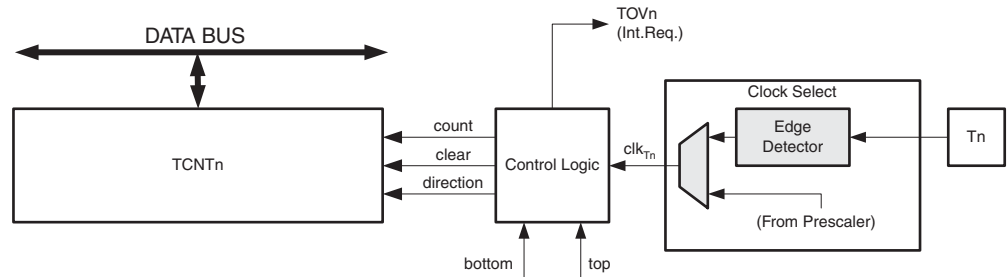 TOVn
(Int.Req.)
DATA BUS
Clock Select
TCNTn
count
clear
direction
Control Logic
clkTn
Edge
Detector
Tn
(From Prescaler)
bottom
top